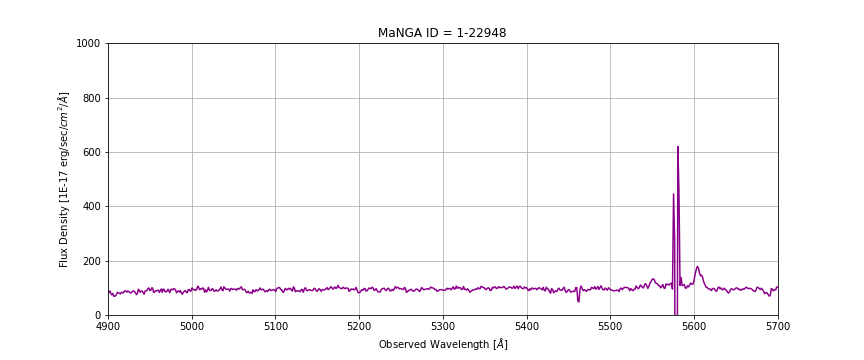 MaNGA ID = 1-22948
Flux Density [1E-17 erg/sec/cm²/Å]
1000
800
600
400
200
0
4900 5000 5100 5200 5300 5400 5500 5600 5700
Observed Wavelength [Å]